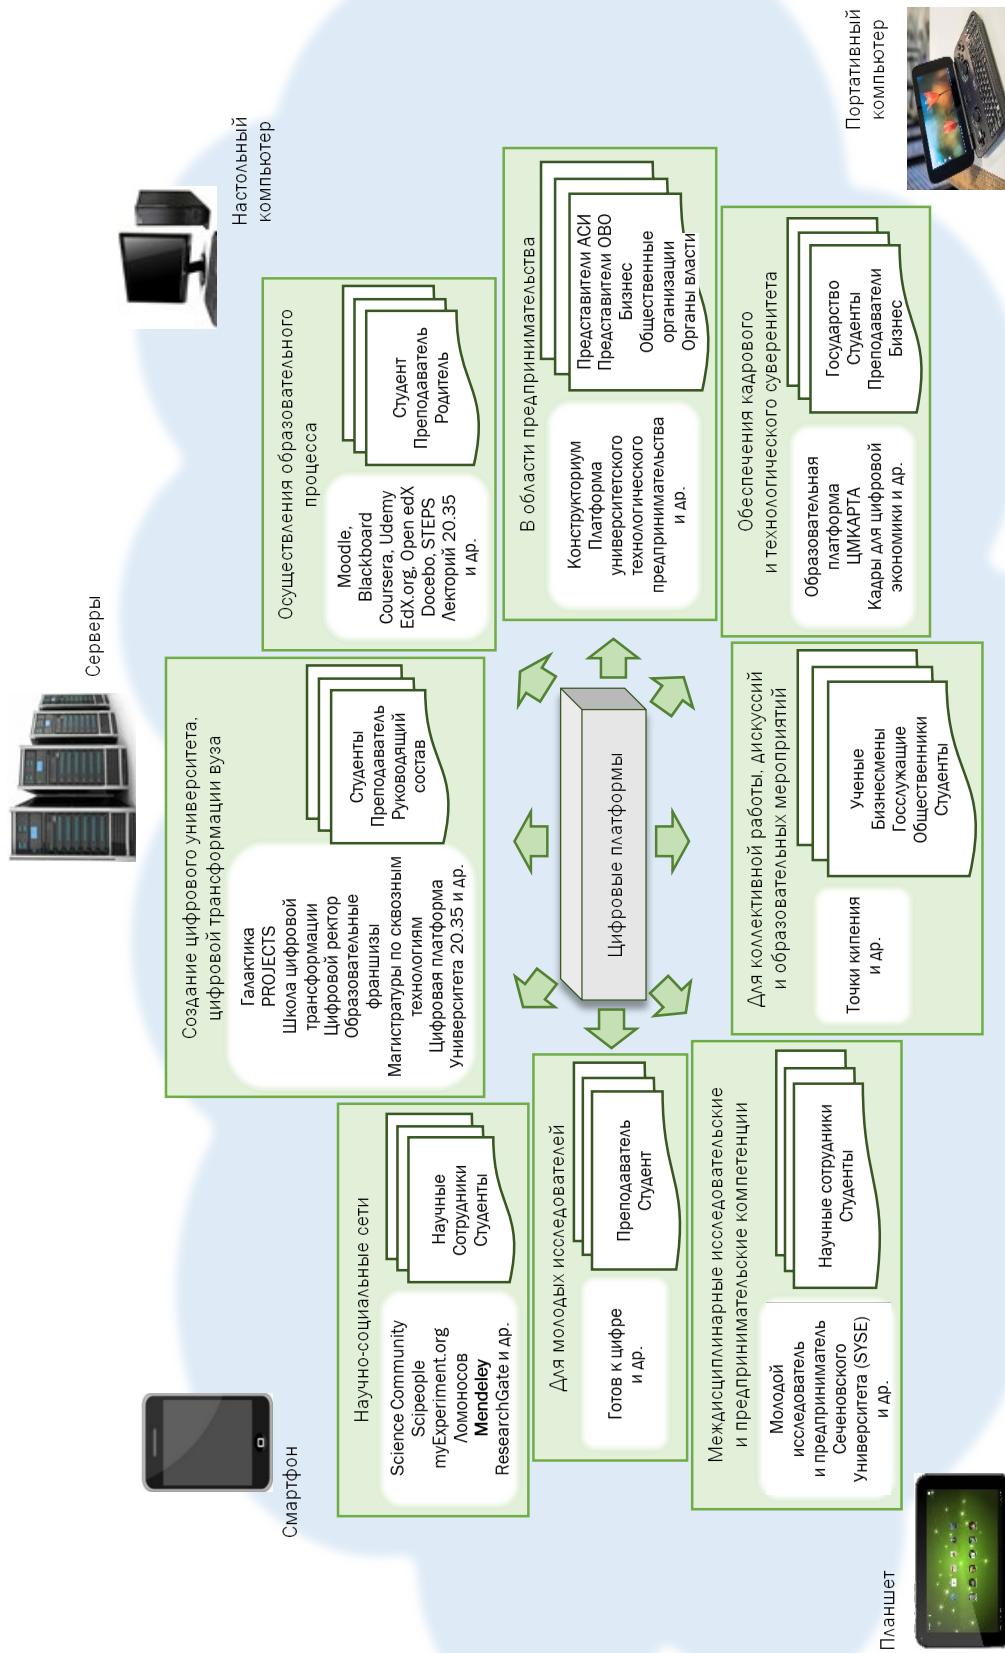 Серверы
Смартфон
Настольный
компьютер
Научно-социальные сети
Science Community
Scipeople
myExperiment.org
Ломоносов
Mendeley
ResearchGate и др.
Научные
Сотрудники
Студенты
Создание цифрового университета,
цифровой трансформации вуза
Галактика
PROJECTS
Школа цифровой
трансформации
Цифровой ректор
Образовательные
франшизы
Магистратуры по сквозным
технологиям
Цифровая платформа
Университета 20.35 и др.
Студенты
Преподаватель
Руководящий
состав
Осуществления образовательного
процесса
Moodle,
Blackboard
Coursera, Udemy
EdX.org, Open edX
Docebo, STEPS
Лекторий 20.35
и др.
Студент
Преподаватель
Родитель
Для молодых исследователей
Готов к цифре
и др.
Преподаватель
Студент
Цифровые платформы
В области предпринимательства
Конструкториум
Платформа
университетского
технологического
предпринимательства
и др.
Представители АСИ
Представители ОВО
Бизнес
Общественные
организации
Органы власти
Междисциплинарные исследовательские
и предпринимательские компетенции
Молодой
исследователь
и предприниматель
Сеченовского
Университета (SYSE)
и др.
Научные сотрудники
Студенты
Для коллективной работы, дискуссий
и образовательных мероприятий
Точки кипения
и др.
Ученые
Бизнесмены
Госслужащие
Общественники
Студенты
Обеспечения кадрового
и технологического суверенитета
Образовательная
платформа
ЦМКАРТА
Кадры для цифровой
экономики и др.
Государство
Студенты
Преподаватели
Бизнес
Планшет
Портативный
компьютер